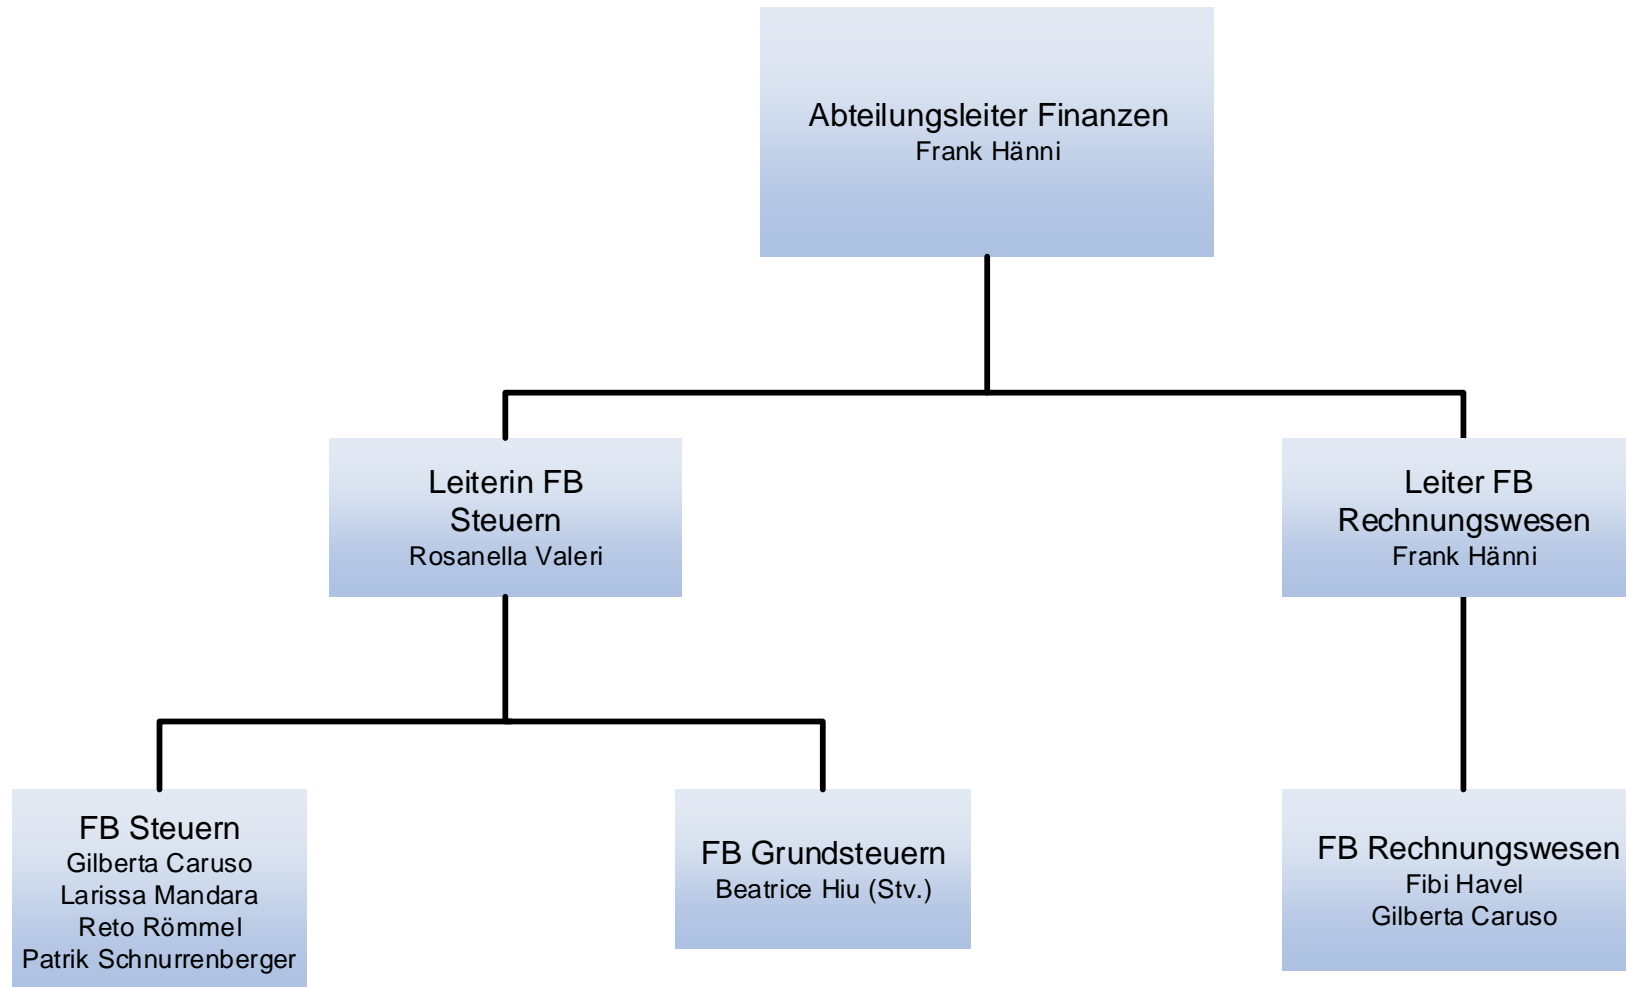 Abteilungsleiter Finanzen
Frank Hänni
Leiterin FB
Steuern
Rosanella Valeri
Leiter FB
Rechnungswesen
Frank Hänni
FB Steuern
Gilberta Caruso
Larissa Mandara
Reto Römmel
Patrik Schnurrenberger
FB Grundsteuern
Beatrice Hiu (Stv.)
FB Rechnungswesen
Fibi Havel
Gilberta Caruso